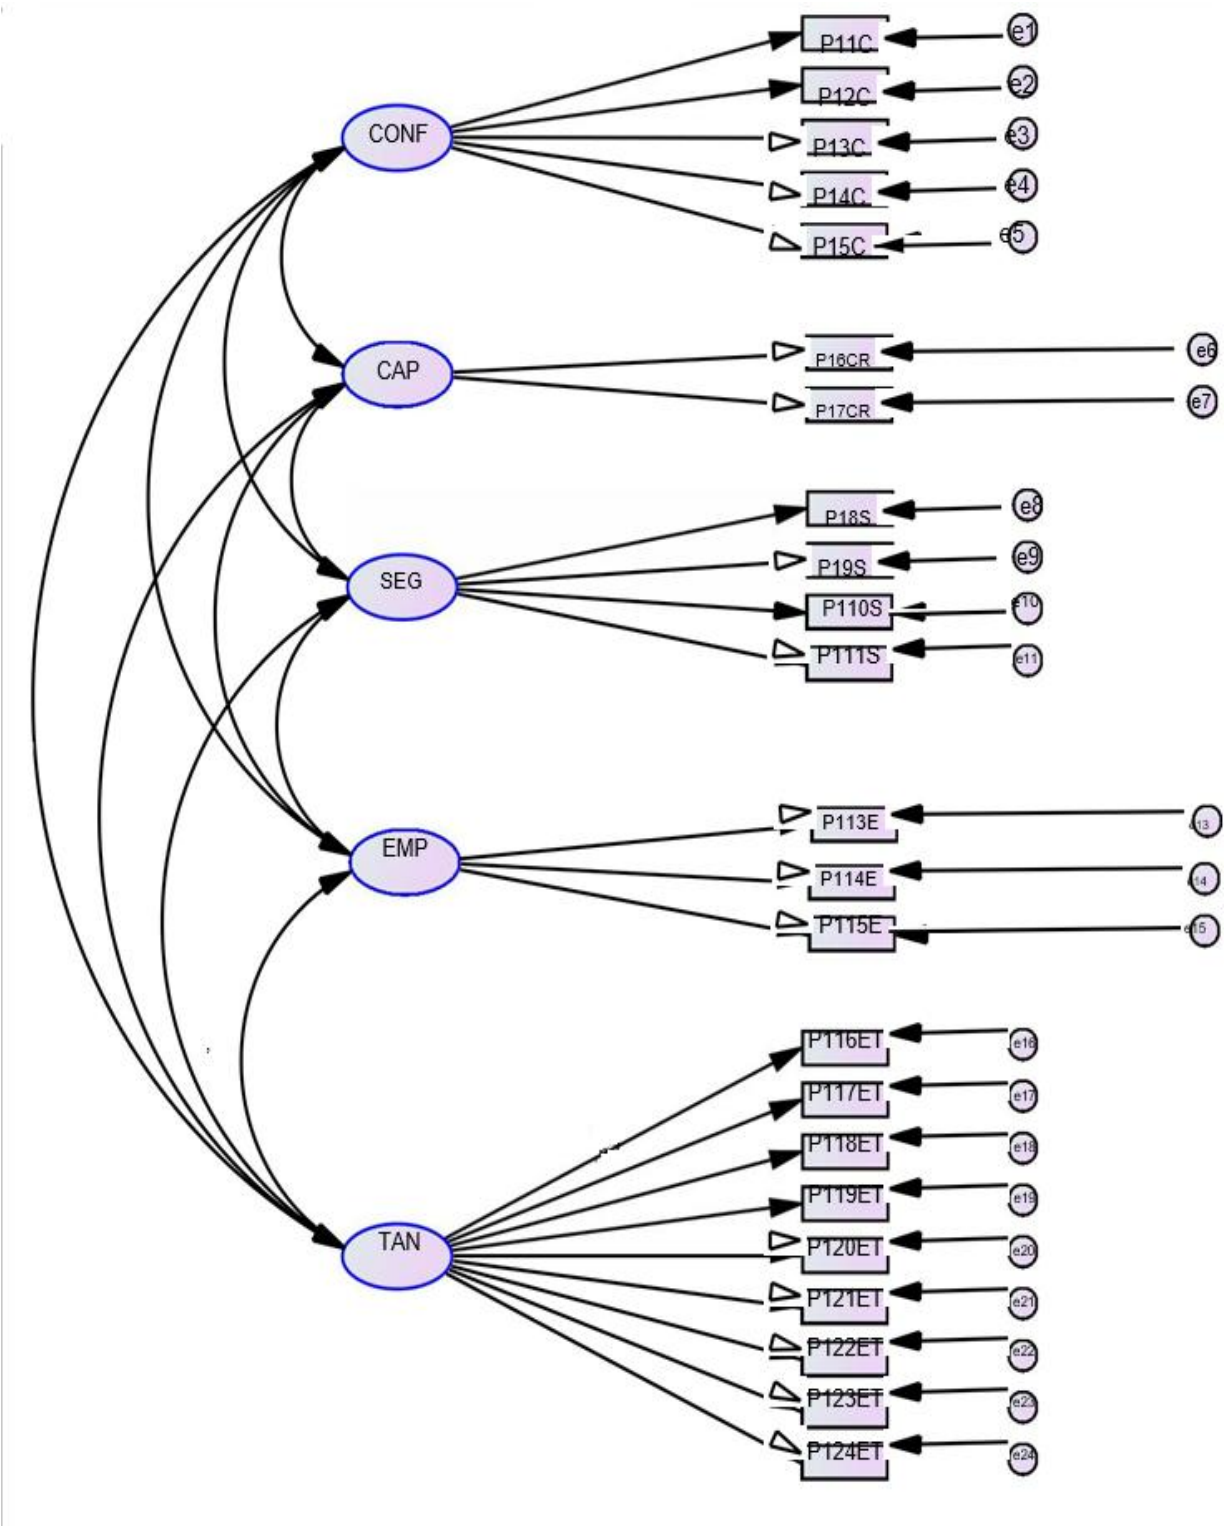 P11C e1
P12C e2
CONF P13C e3
P14C e4
P15C e5
CAP P16CR e6
P17CR e7
P18S e8
SEG P19S e9
P110S e10
P111S e11
P113E e13
EMP P114E e14
P115E e15
P116ET e16
P117ET e17
P118ET e18
P119ET e19
TAN P120ET e20
P121ET e21
P122ET e22
P123ET e23
P124ET e24